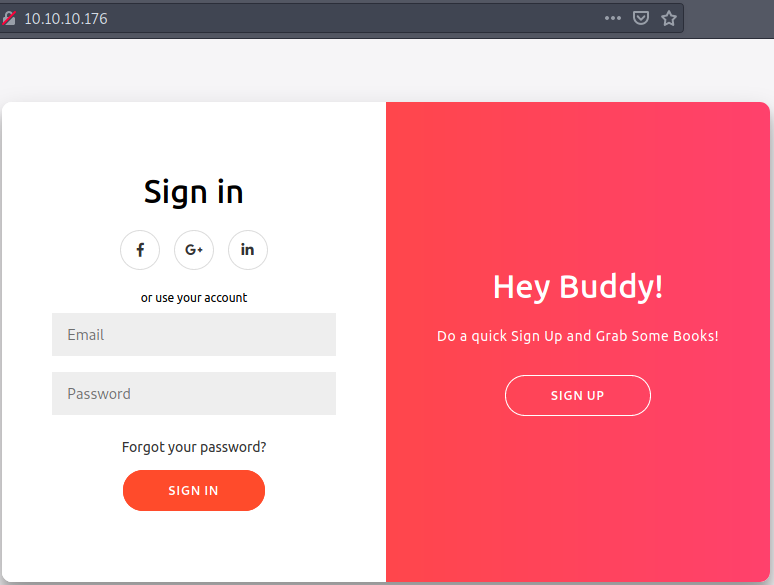 10.10.10.176
Sign in
f G+ in
or use your account
Email
Password
Forgot your password?
SIGN IN
Hey Buddy!
Do a quick Sign Up and Grab Some Books!
SIGN UP